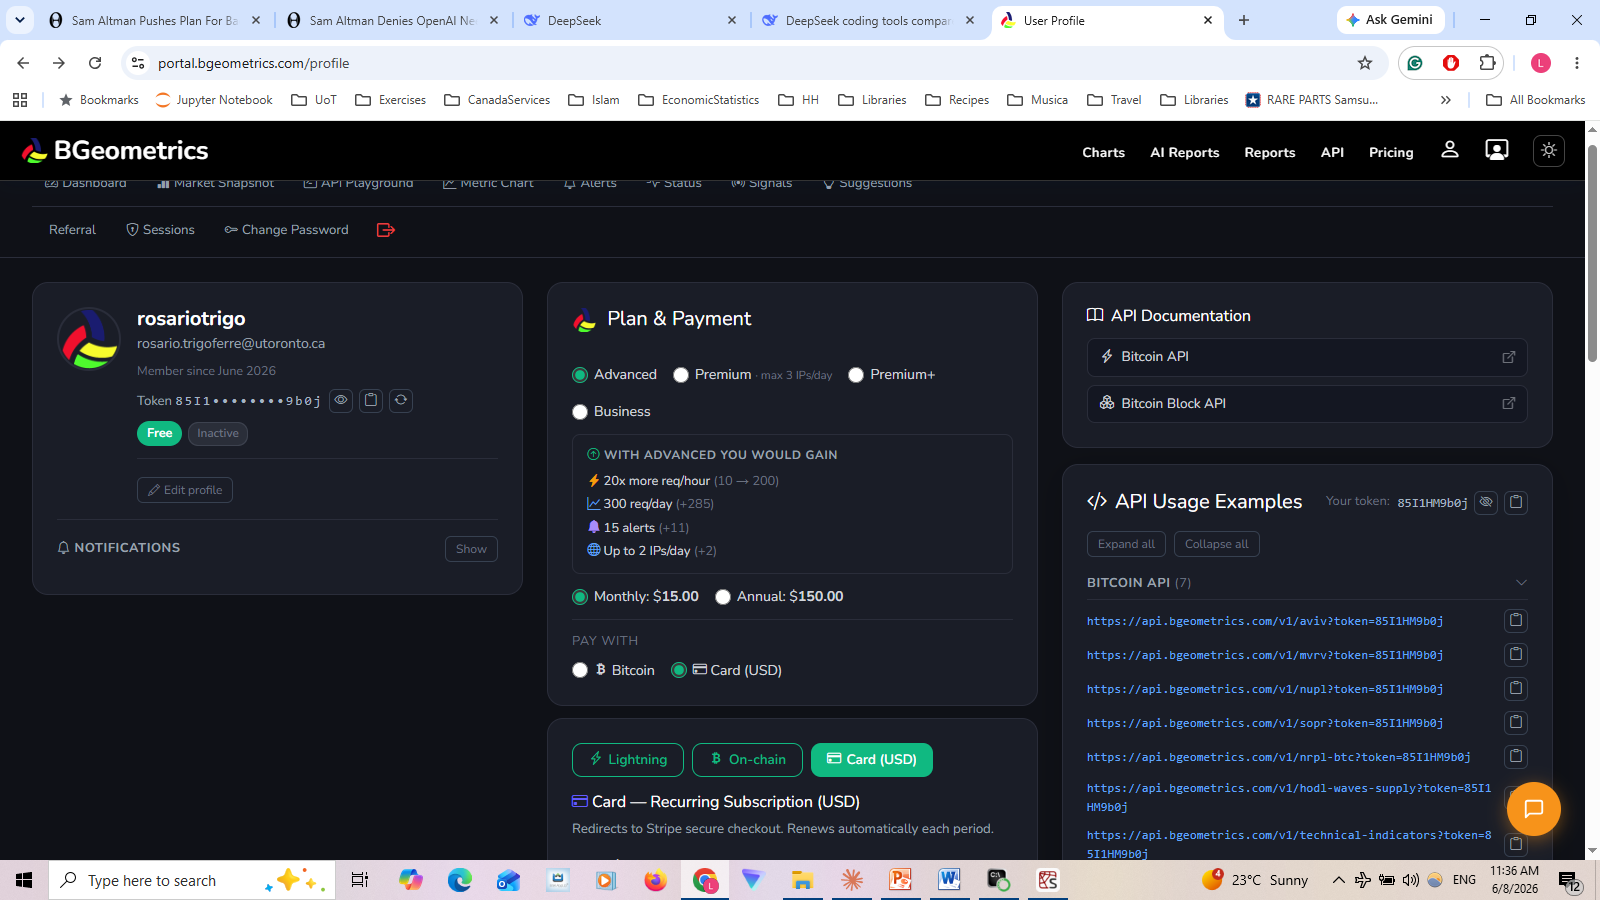 Sam Altman Pushes Plan For Ba
Sam Altman Denies OpenAI Ne
DeepSeek
DeepSeek coding tools compar
User Profile
Ask Gemini
portal.bgeometrics.com/profile
L
Bookmarks
Jupyter Notebook
UoT
Exercises
CanadaServices
Islam
EconomicStatistics
HH
Libraries
Recipes
Musica
Travel
Libraries
RARE PARTS Samsu...
All Bookmarks
BGeometrics
Charts
AI Reports
Reports
API
Pricing
Dashboard
Market Snapshot
API Playground
Metric Chart
Alerts
Status
Signals
Suggestions
Referral
Sessions
Change Password
rosariotrigo
rosario.trigoferre@utoronto.ca
Member since June 2026
Token 85I1••••••••9b0j
Free
Inactive
Edit profile
NOTIFICATIONS
Show
Plan & Payment
Advanced
Premium · max 3 IPs/day
Premium+
Business
WITH ADVANCED YOU WOULD GAIN
20x more req/hour (10 → 200)
300 req/day (+285)
15 alerts (+11)
Up to 2 IPs/day (+2)
Monthly: $15.00
Annual: $150.00
PAY WITH
Bitcoin
Card (USD)
Lightning
On-chain
Card (USD)
Card — Recurring Subscription (USD)
Redirects to Stripe secure checkout. Renews automatically each period.
API Documentation
Bitcoin API
Bitcoin Block API
API Usage Examples
Your token: 85I1HM9b0j
Expand all
Collapse all
BITCOIN API (7)
https://api.bgeometrics.com/v1/aviv?token=85I1HM9b0j
https://api.bgeometrics.com/v1/mvrv?token=85I1HM9b0j
https://api.bgeometrics.com/v1/nupl?token=85I1HM9b0j
https://api.bgeometrics.com/v1/sopr?token=85I1HM9b0j
https://api.bgeometrics.com/v1/nrpl-btc?token=85I1HM9b0j
https://api.bgeometrics.com/v1/hodl-waves-supply?token=85I1
HM9b0j
https://api.bgeometrics.com/v1/technical-indicators?token=8
5I1HM9b0j
Type here to search
4
23°C Sunny
ENG
11:36 AM
6/8/2026
12